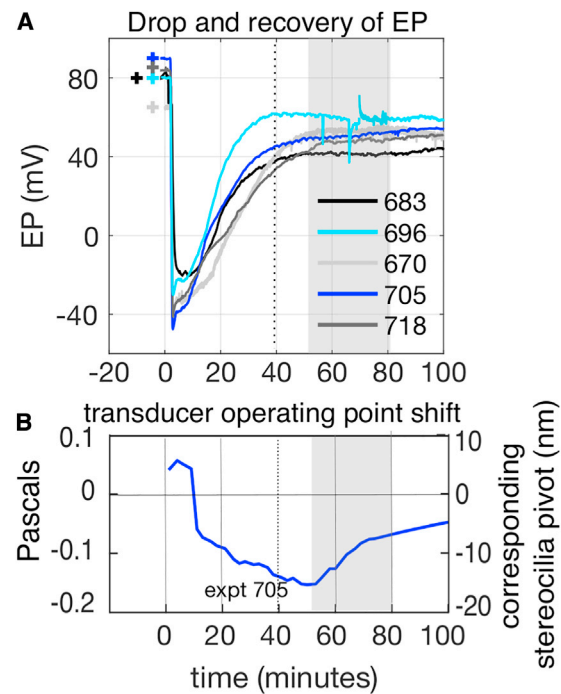 A
Drop and recovery of EP
80
40
0
-40
EP (mV)
683
696
670
705
718
-20 0 20 40 60 80 100
B
transducer operating point shift
0.1
0
-0.1
-0.2
Pascals
10
0
-10
-20
corresponding
stereocilia pivot (nm)
expt 705
0 20 40 60 80 100
time (minutes)